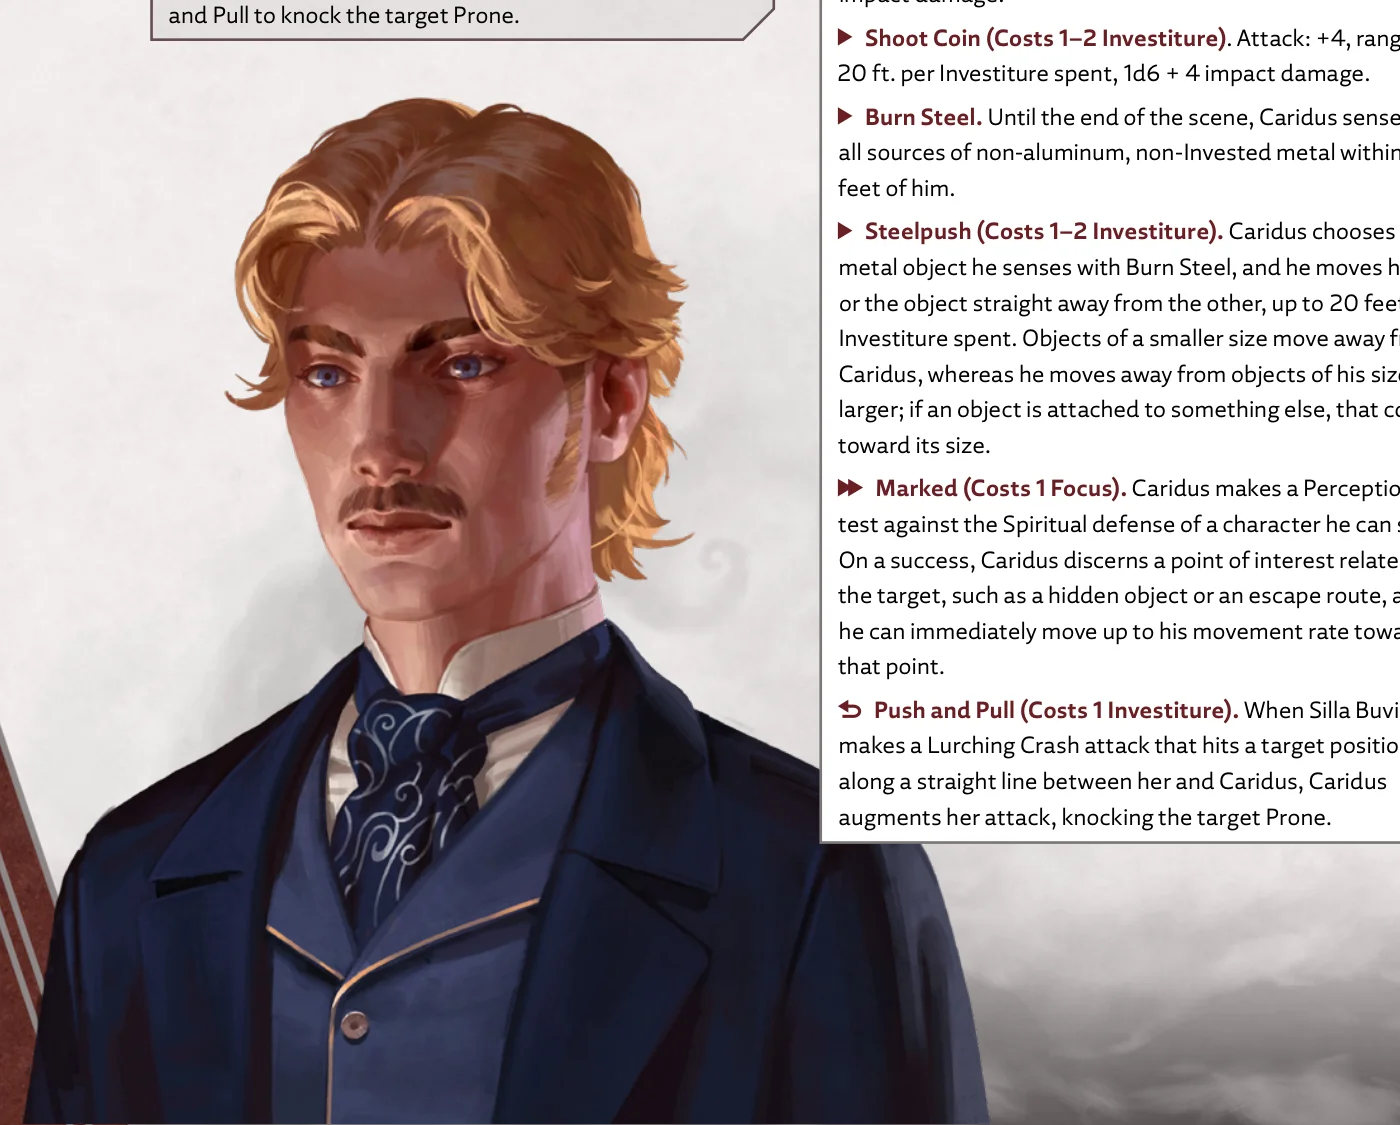 and Pull to knock the target Prone.
impact damage.
Shoot Coin (Costs 1–2 Investiture). Attack: +4,
20 ft. per Investiture spent, 1d6 + 4 impact damage.
Burn Steel. Until the end of the scene, Caridus
all sources of non-aluminum, non-Invested metal within
feet of him.
Steelpush (Costs 1–2 Investiture). Caridus chooses
metal object he senses with Burn Steel, and he moves
or the object straight away from the other, up to 20
Investiture spent. Objects of a smaller size move away
Caridus, whereas he moves away from objects of his
larger; if an object is attached to something else, that
toward its size.
Marked (Costs 1 Focus). Caridus makes a
test against the Spiritual defense of a character he can
On a success, Caridus discerns a point of interest
the target, such as a hidden object or an escape route,
he can immediately move up to his movement rate
that point.
Push and Pull (Costs 1 Investiture). When Silla
makes a Lurching Crash attack that hits a target
along a straight line between her and Caridus, Caridus
augments her attack, knocking the target Prone.